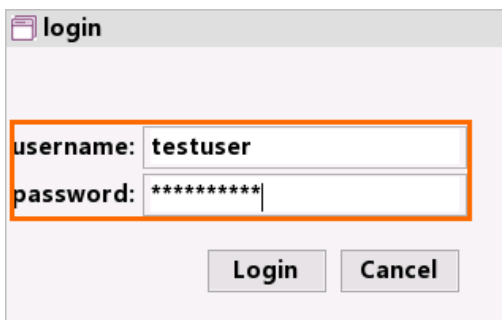 login
username: testuser
password: **********
Login Cancel